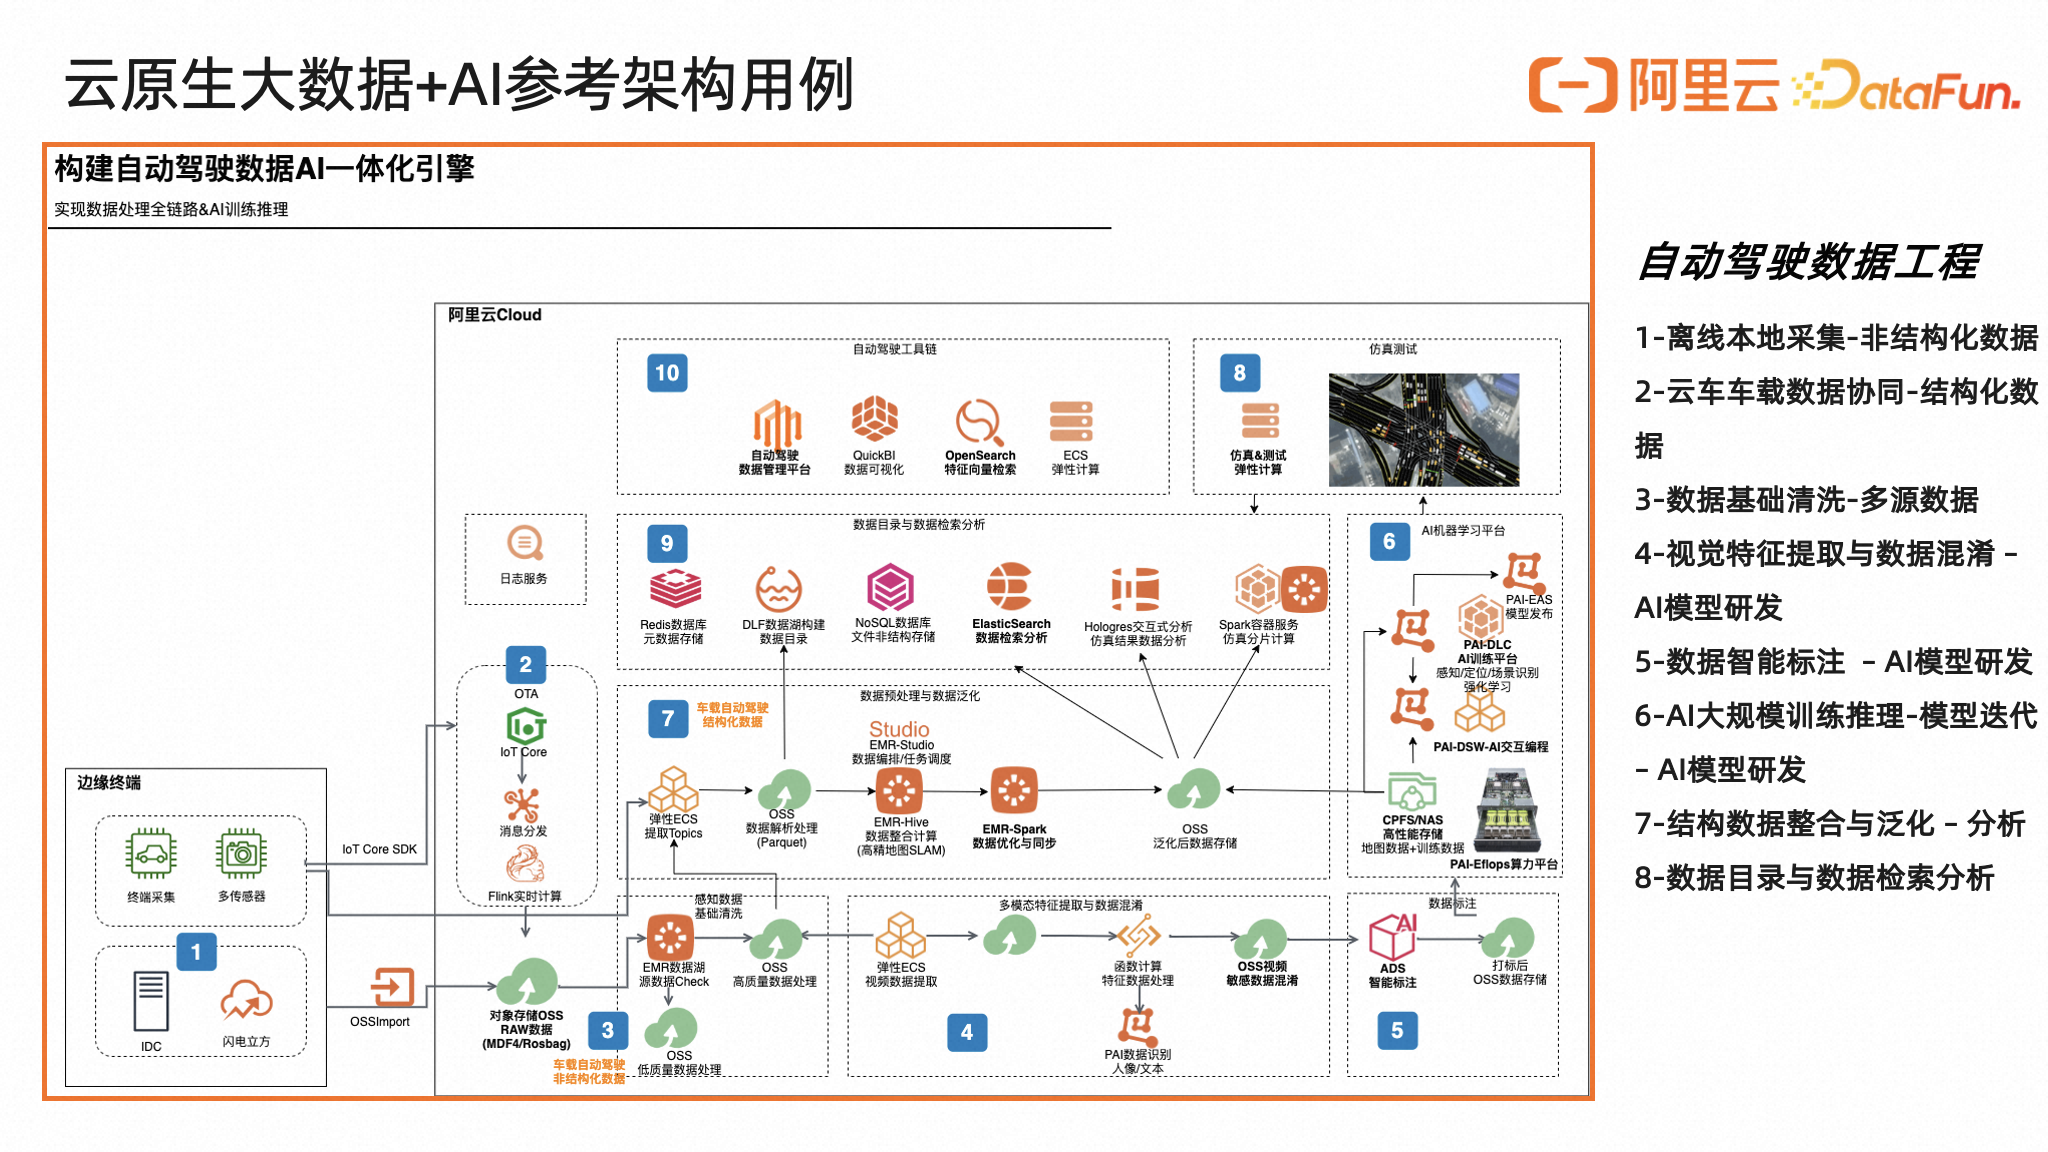 云原生大数据+AI参考架构用例
阿里云
DataFun.
构建自动驾驶数据AI一体化引擎
实现数据处理全链路&AI训练推理
阿里云Cloud
自动驾驶工具链
10
自动驾驶
数据管理平台
QuickBI
数据可视化
OpenSearch
特征向量检索
ECS
弹性计算
仿真测试
8
仿真&测试
弹性计算
日志服务
数据目录与数据检索分析
9
Redis数据库
元数据存储
DLF数据湖构建
数据目录
NoSQL数据库
文件非结构存储
ElasticSearch
数据检索分析
Hologres交互式分析
仿真结果数据分析
Spark容器服务
仿真分片计算
6
AI机器学习平台
PAI-EAS
模型发布
PAI-DLC
AI训练平台
感知/定位/场景识别
强化学习
PAI-DSW-AI交互编程
CPFS/NAS
高性能存储
地图数据+训练数据
PAI-Eflops算力平台
2
OTA
IoT
IoT Core
消息分发
Flink实时计算
数据预处理与数据泛化
7
车载自动驾驶
结构化数据
Studio
EMR-Studio
数据编排/任务调度
弹性ECS
提取Topics
OSS
数据解析处理
(Parquet)
EMR-Hive
数据整合计算
(高精地图SLAM)
EMR-Spark
数据优化与同步
OSS
泛化后数据存储
边缘终端
终端采集
多传感器
1
IDC
闪电立方
IoT Core SDK
OSSImport
对象存储OSS
RAW数据
(MDF4/Rosbag)
感知数据
基础清洗
EMR数据湖
源数据Check
OSS
高质量数据处理
3
OSS
低质量数据处理
车载自动驾驶
非结构化数据
多模态特征提取与数据混淆
弹性ECS
视频数据提取
函数计算
特征数据处理
OSS视频
敏感数据混淆
4
PAI数据识别
人像/文本
数据标注
AI
ADS
智能标注
打标后
OSS数据存储
5
自动驾驶数据工程
1-离线本地采集-非结构化数据
2-云车车载数据协同-结构化数
据
3-数据基础清洗-多源数据
4-视觉特征提取与数据混淆 –
AI模型研发
5-数据智能标注 – AI模型研发
6-AI大规模训练推理-模型迭代
– AI模型研发
7-结构数据整合与泛化 – 分析
8-数据目录与数据检索分析